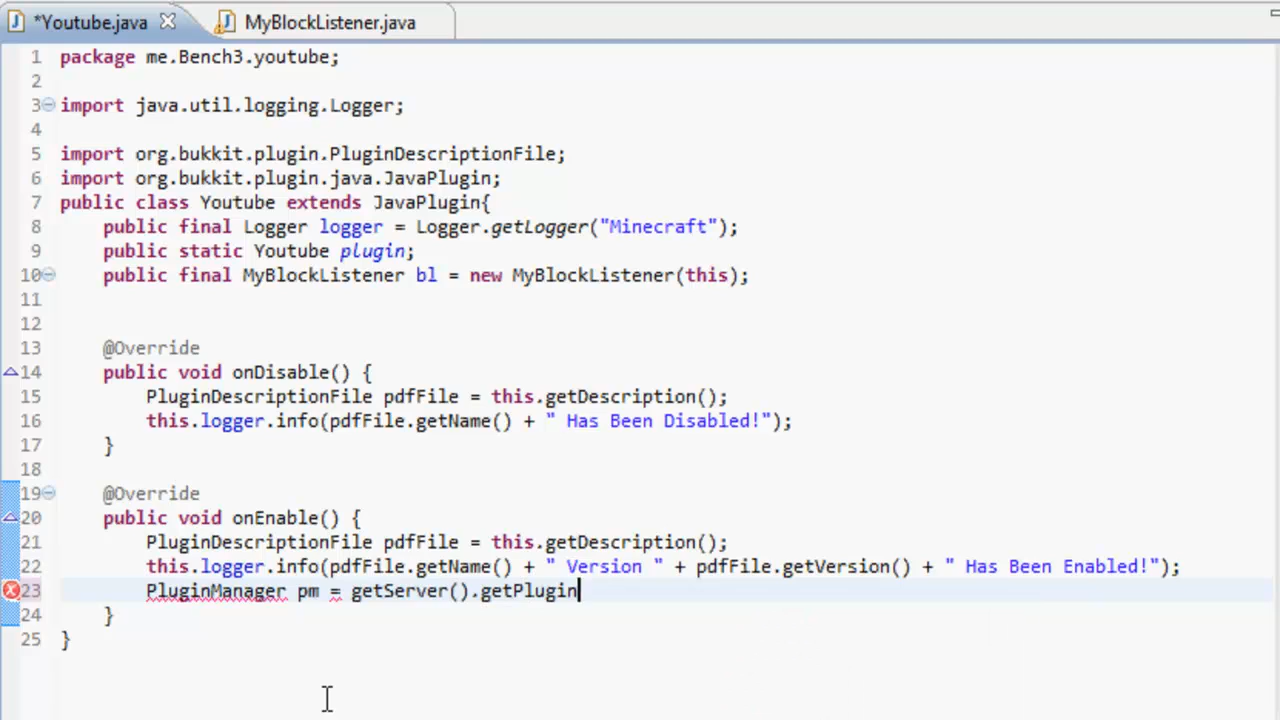 *Youtube.java MyBlockListener.java
1 package me.Bench3.youtube;
2
3 import java.util.logging.Logger;
4
5 import org.bukkit.plugin.PluginDescriptionFile;
6 import org.bukkit.plugin.java.JavaPlugin;
7 public class Youtube extends JavaPlugin{
8 public final Logger logger = Logger.getLogger("Minecraft");
9 public static Youtube plugin;
10 public final MyBlockListener bl = new MyBlockListener(this);
11
12
13 @Override
14 public void onDisable() {
15 PluginDescriptionFile pdfFile = this.getDescription();
16 this.logger.info(pdfFile.getName() + " Has Been Disabled!");
17 }
18
19 @Override
20 public void onEnable() {
21 PluginDescriptionFile pdfFile = this.getDescription();
22 this.logger.info(pdfFile.getName() + " Version " + pdfFile.getVersion() + " Has Been Enabled!");
23 PluginManager pm = getServer().getPlugin
24 }
25 }